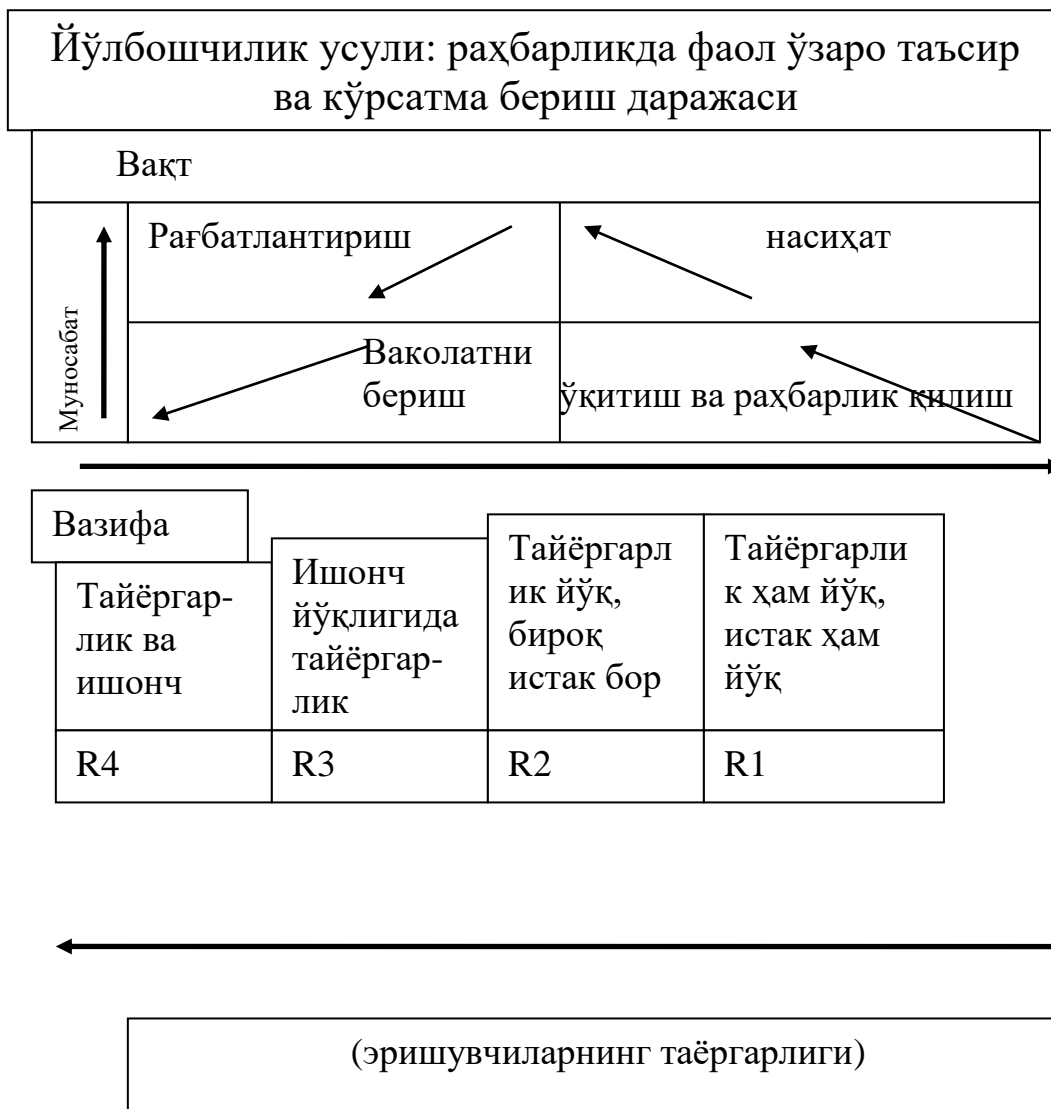 Йўлбошчилик усули: раҳбарликда фаол ўзаро таъсир
ва кўрсатма бериш даражаси
Вақт
Муносабат
Рағбатлантириш
насиҳат
Ваколатни
бериш
ўқитиш ва раҳбарлик қилиш
Вазифа
Тайёргар-
лик ва
ишонч
Ишонч
йўқлигида
тайёргар-
лик
Тайёргарл
ик йўқ,
бироқ
истак бор
Тайёргарли
к ҳам йўқ,
истак ҳам
йўқ
R4
R3
R2
R1
(эришувчиларнинг таёргарлиги)